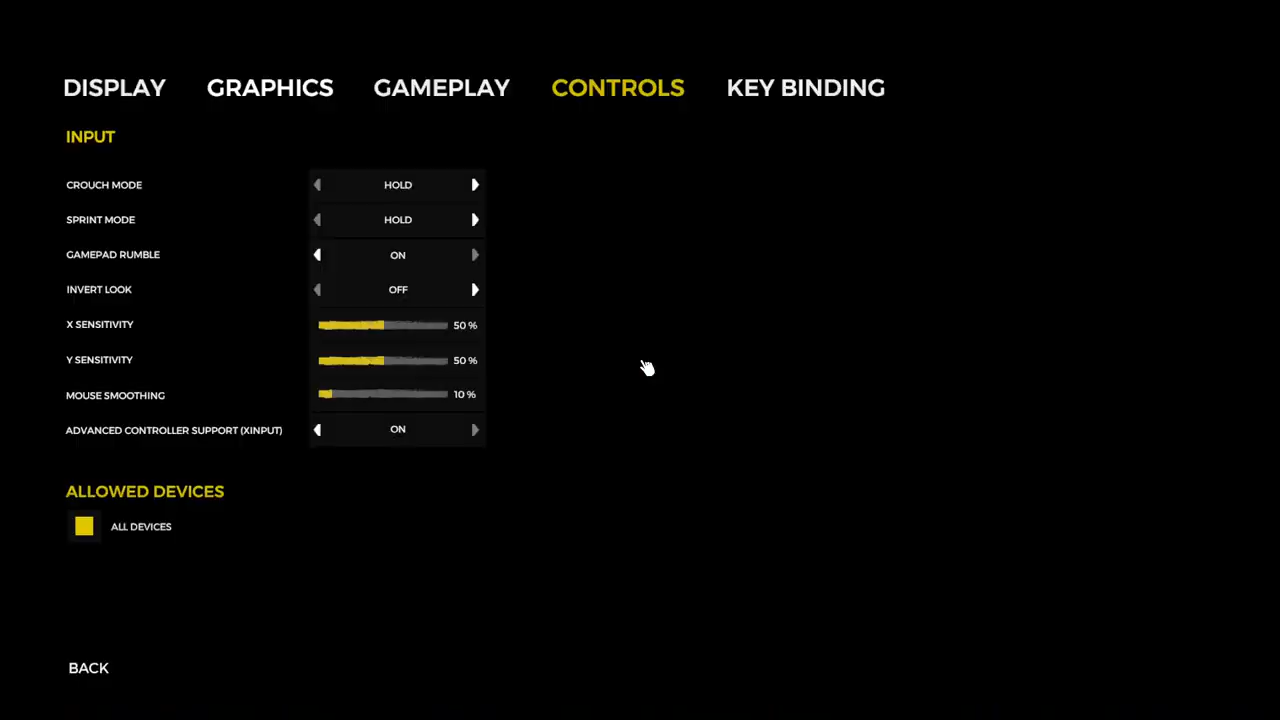 DISPLAY GRAPHICS GAMEPLAY CONTROLS KEY BINDING
INPUT
CROUCH MODE HOLD
SPRINT MODE HOLD
GAMEPAD RUMBLE ON
INVERT LOOK OFF
X SENSITIVITY 50 %
Y SENSITIVITY 50 %
MOUSE SMOOTHING 10 %
ADVANCED CONTROLLER SUPPORT (XINPUT) ON
ALLOWED DEVICES
ALL DEVICES
BACK